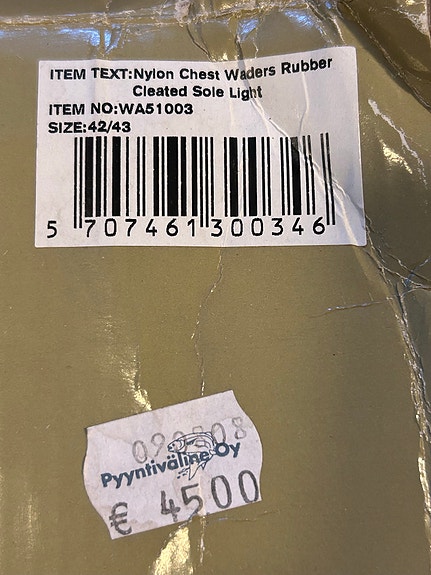 ITEM TEXT:Nylon Chest Waders Rubber
Cleated Sole Light
ITEM NO:WA51003
SIZE:42/43
5 707461 300346
Pyyntiväline Oy
€ 4500